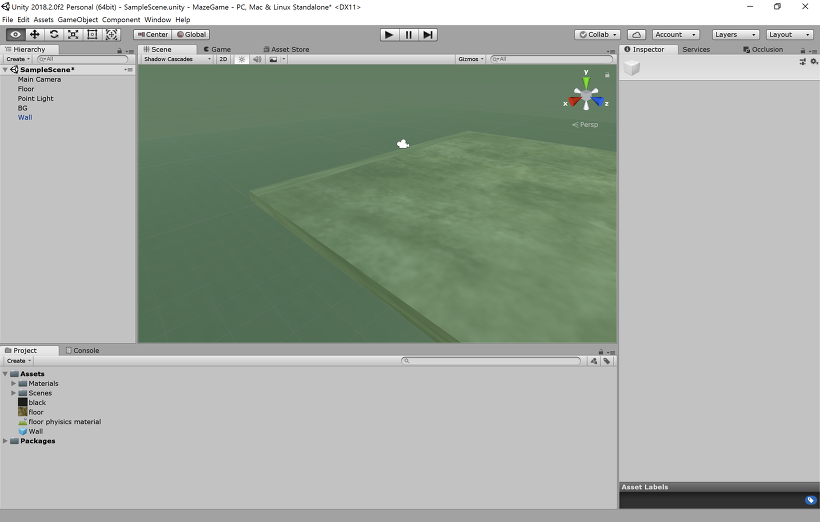 Unity 2018.2.0f2 Personal (64bit) - SampleScene.unity - MazeGame - PC, Mac & Linux Standalone* <DX11>
File Edit Assets GameObject Component Window Help
Center Global Collab Account Layers Layout
Hierarchy Scene Game Asset Store Inspector Services Occlusion
Create All Shadow Cascades 2D Gizmos All
SampleScene*
Main Camera
Floor
Point Light
BG
Wall
y
x z
Persp
Project Console
Create
Assets
Materials
Scenes
black
floor
floor phyisics material
Wall
Packages
Asset Labels